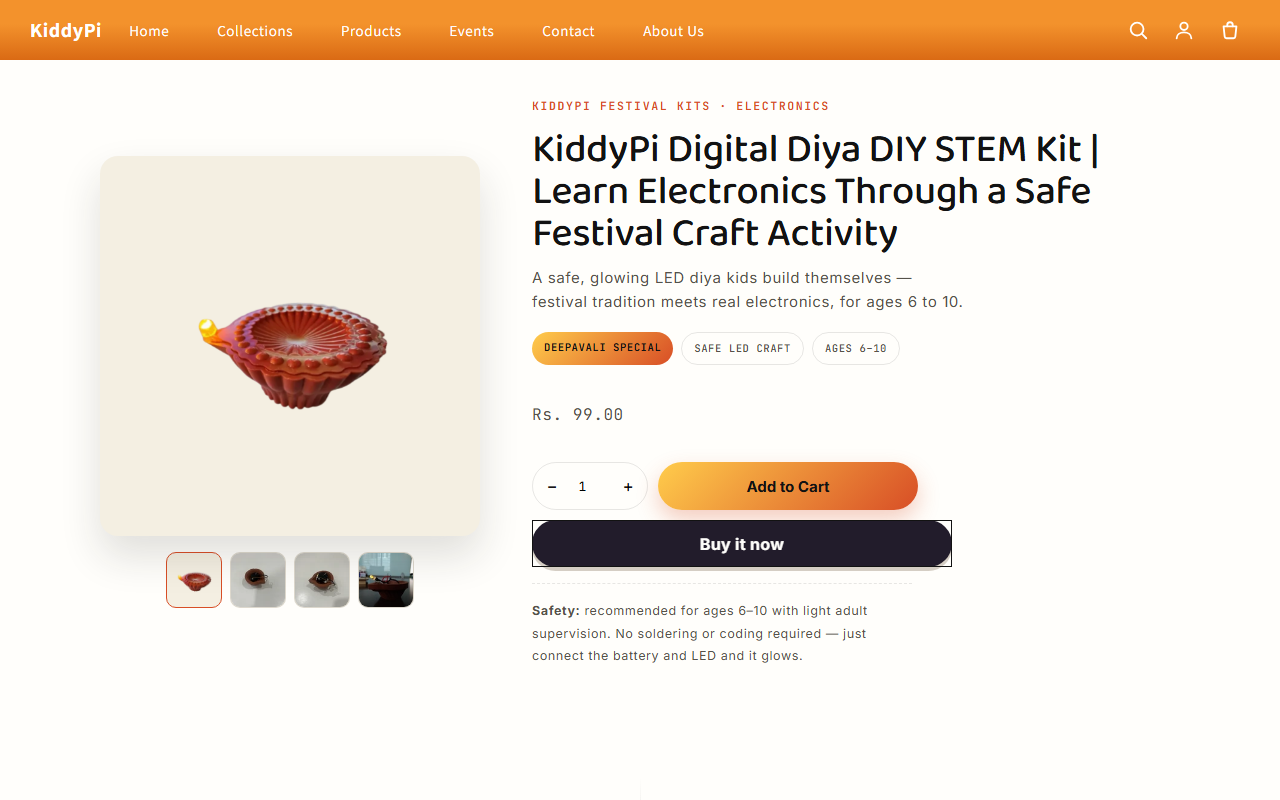 KiddyPi Home Collections Products Events Contact About Us
KIDDYPI FESTIVAL KITS · ELECTRONICS
KiddyPi Digital Diya DIY STEM Kit |
Learn Electronics Through a Safe
Festival Craft Activity
A safe, glowing LED diya kids build themselves —
festival tradition meets real electronics, for ages 6 to 10.
DEEPAVALI SPECIAL SAFE LED CRAFT AGES 6–10
Rs. 99.00
− 1 + Add to Cart
Buy it now
Safety: recommended for ages 6–10 with light adult
supervision. No soldering or coding required — just
connect the battery and LED and it glows.